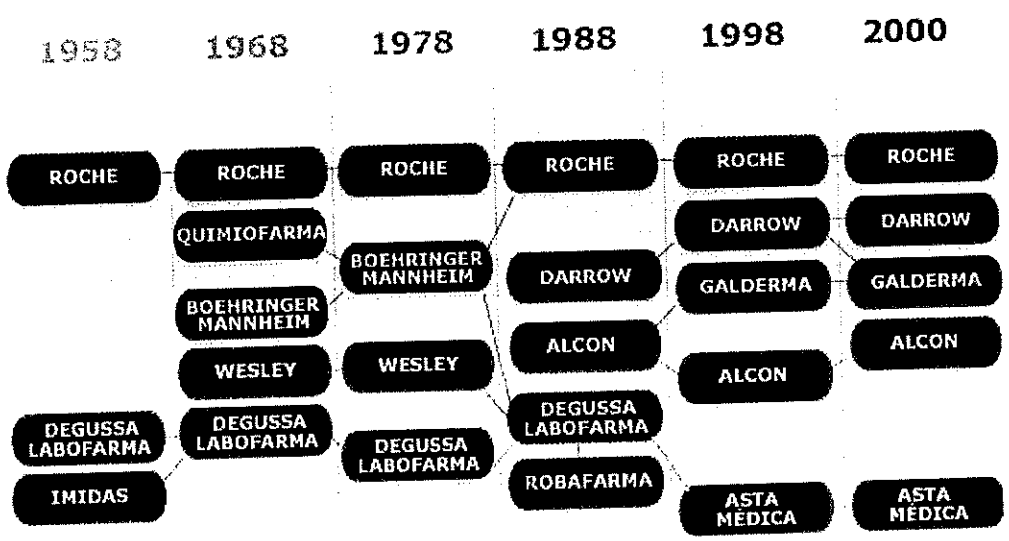 1958 1968 1978 1988 1998 2000
ROCHE ROCHE ROCHE ROCHE ROCHE ROCHE
QUIMIOFARMA
BOEHRINGER
MANNHEIM
DARROW
DARROW
DARROW
BOEHRINGER
MANNHEIM
ALCON
GALDERMA
GALDERMA
WESLEY
WESLEY
ALCON
ALCON
DEGUSSA
LABOFARMA
DEGUSSA
LABOFARMA
DEGUSSA
LABOFARMA
DEGUSSA
LABOFARMA
IMIDAS
ROBAFARMA
ASTA
MÉDICA
ASTA
MÉDICA